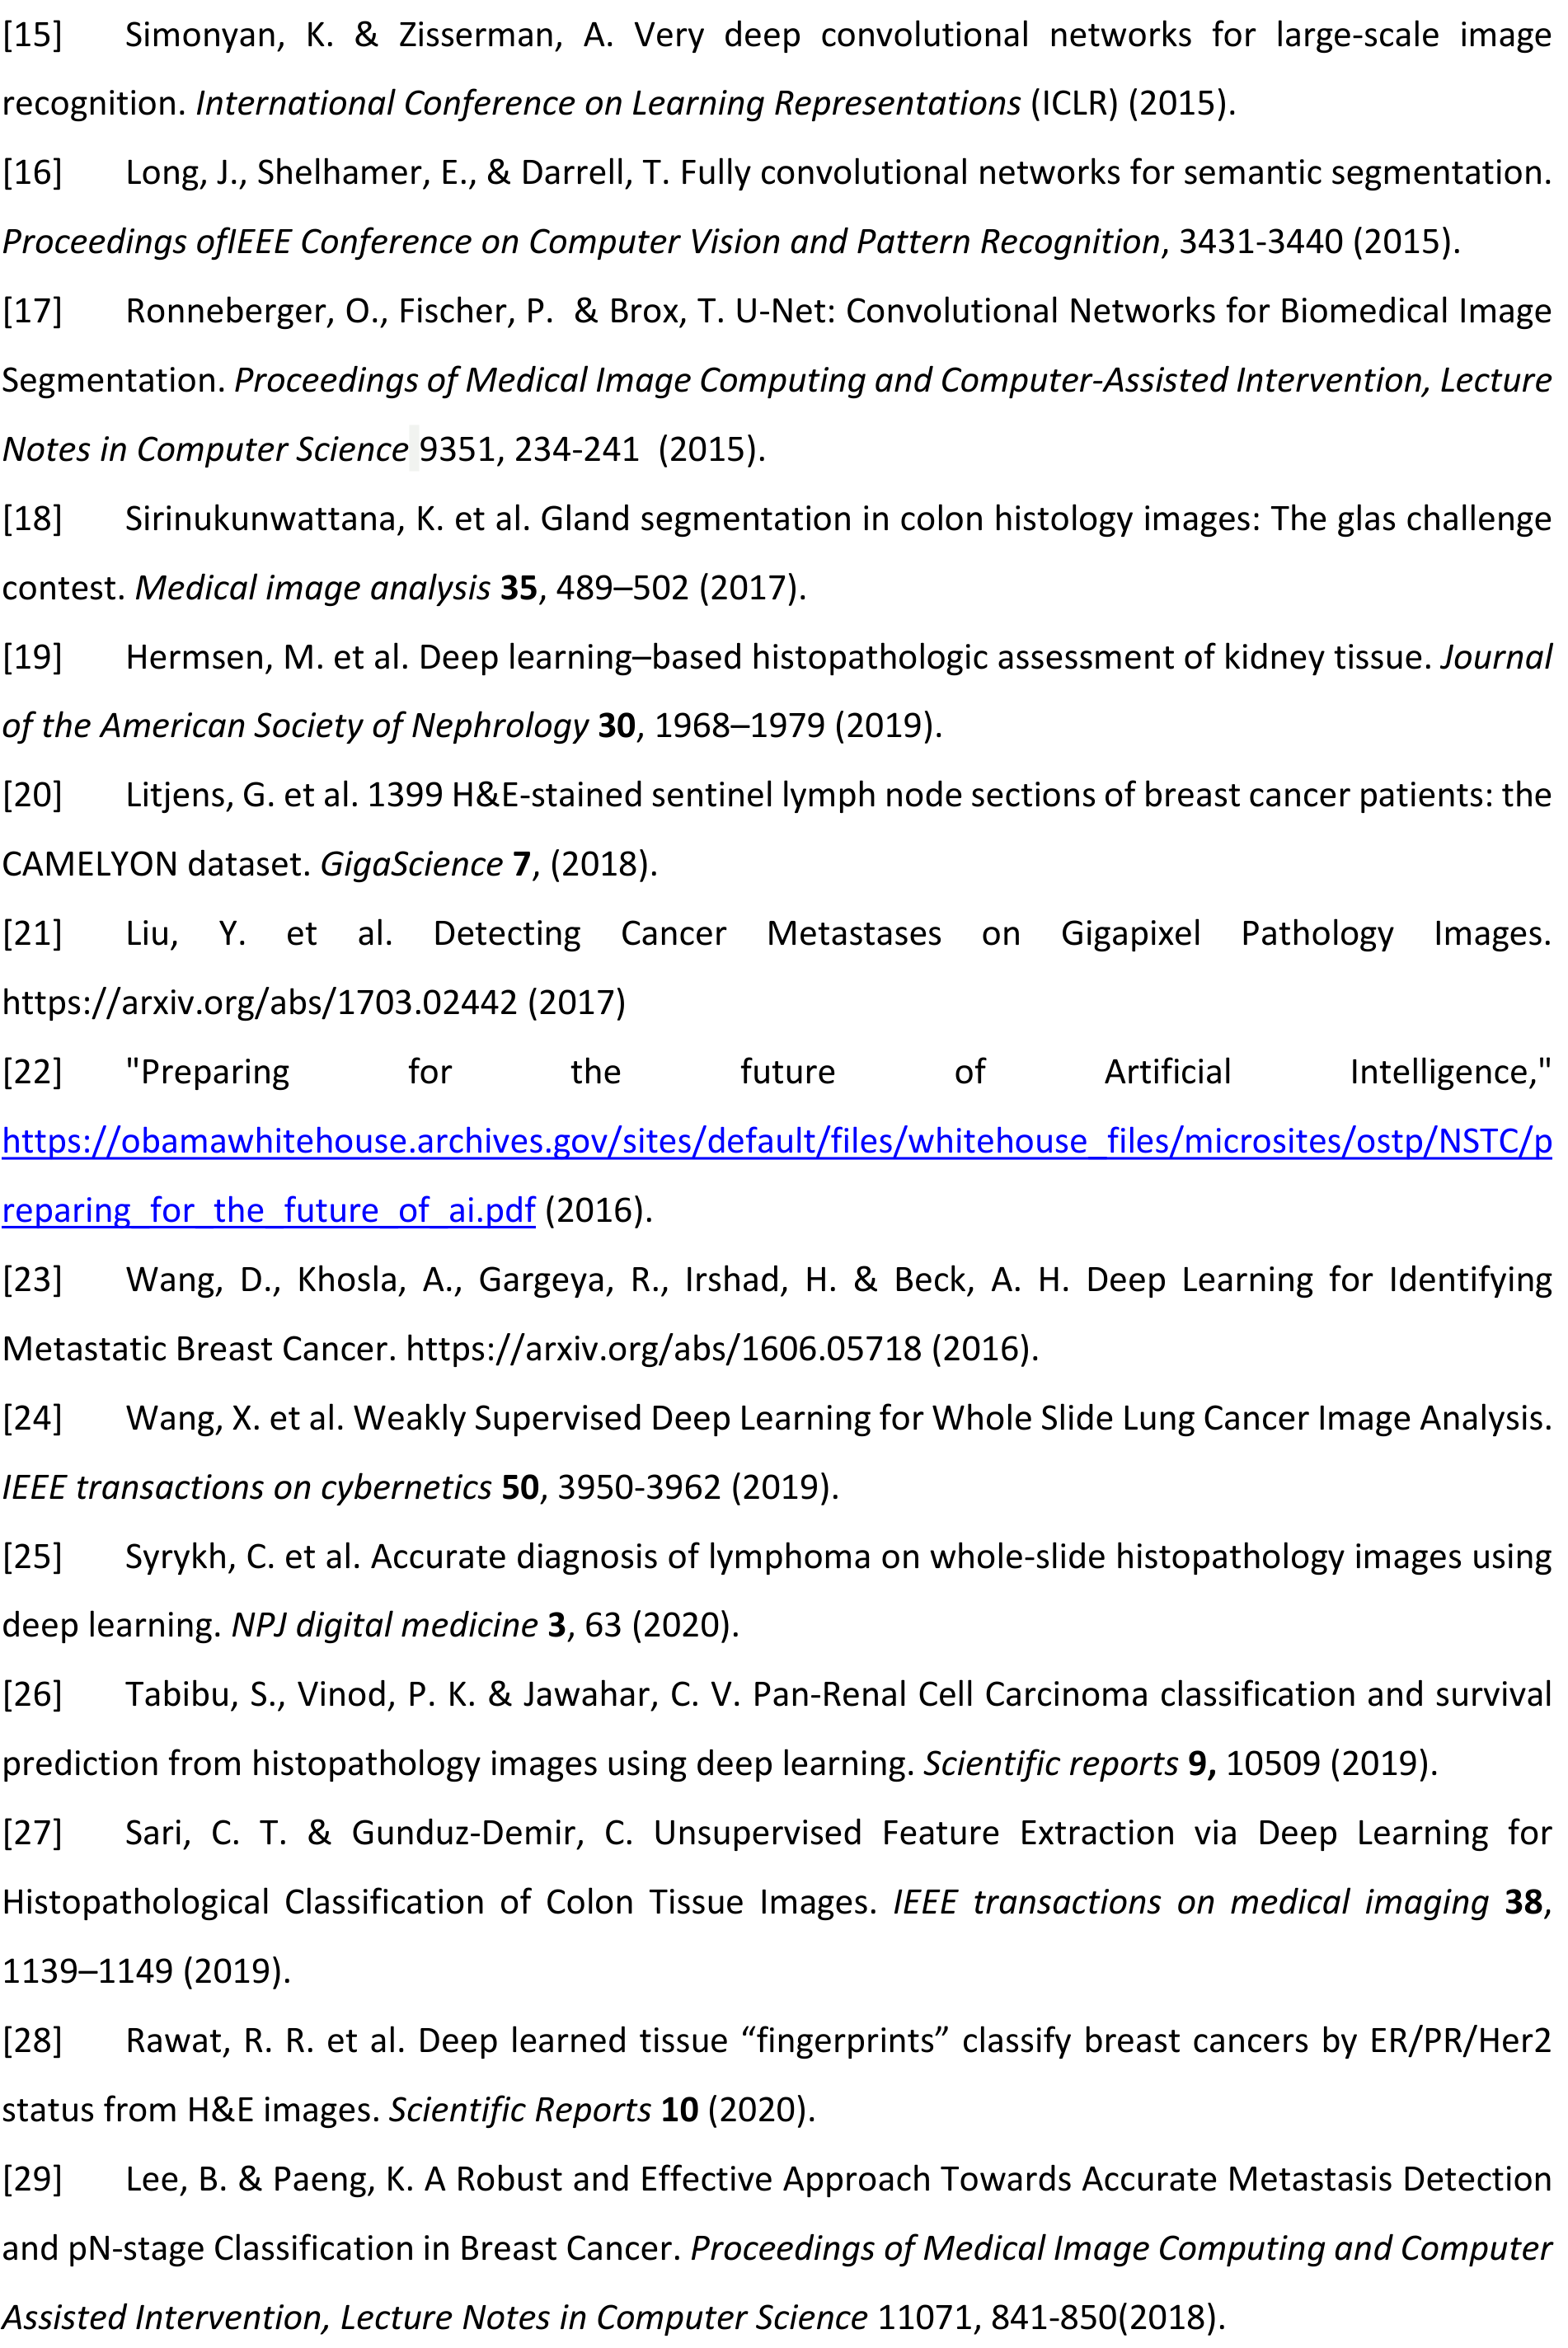 [15] Simonyan, K. & Zisserman, A. Very deep convolutional networks for large-scale image
recognition. International Conference on Learning Representations (ICLR) (2015).
[16] Long, J., Shelhamer, E., & Darrell, T. Fully convolutional networks for semantic segmentation.
Proceedings ofIEEE Conference on Computer Vision and Pattern Recognition, 3431-3440 (2015).
[17] Ronneberger, O., Fischer, P.  & Brox, T. U-Net: Convolutional Networks for Biomedical Image
Segmentation. Proceedings of Medical Image Computing and Computer-Assisted Intervention, Lecture
Notes in Computer Science 9351, 234-241  (2015).
[18] Sirinukunwattana, K. et al. Gland segmentation in colon histology images: The glas challenge
contest. Medical image analysis 35, 489–502 (2017).
[19] Hermsen, M. et al. Deep learning–based histopathologic assessment of kidney tissue. Journal
of the American Society of Nephrology 30, 1968–1979 (2019).
[20] Litjens, G. et al. 1399 H&E-stained sentinel lymph node sections of breast cancer patients: the
CAMELYON dataset. GigaScience 7, (2018).
[21] Liu, Y. et al. Detecting Cancer Metastases on Gigapixel Pathology Images.
https://arxiv.org/abs/1703.02442 (2017)
[22] "Preparing for the future of Artificial Intelligence,"
https://obamawhitehouse.archives.gov/sites/default/files/whitehouse_files/microsites/ostp/NSTC/p
reparing_for_the_future_of_ai.pdf (2016).
[23] Wang, D., Khosla, A., Gargeya, R., Irshad, H. & Beck, A. H. Deep Learning for Identifying
Metastatic Breast Cancer. https://arxiv.org/abs/1606.05718 (2016).
[24] Wang, X. et al. Weakly Supervised Deep Learning for Whole Slide Lung Cancer Image Analysis.
IEEE transactions on cybernetics 50, 3950-3962 (2019).
[25] Syrykh, C. et al. Accurate diagnosis of lymphoma on whole-slide histopathology images using
deep learning. NPJ digital medicine 3, 63 (2020).
[26] Tabibu, S., Vinod, P. K. & Jawahar, C. V. Pan-Renal Cell Carcinoma classification and survival
prediction from histopathology images using deep learning. Scientific reports 9, 10509 (2019).
[27] Sari, C. T. & Gunduz-Demir, C. Unsupervised Feature Extraction via Deep Learning for
Histopathological Classification of Colon Tissue Images. IEEE transactions on medical imaging 38,
1139–1149 (2019).
[28] Rawat, R. R. et al. Deep learned tissue “fingerprints” classify breast cancers by ER/PR/Her2
status from H&E images. Scientific Reports 10 (2020).
[29] Lee, B. & Paeng, K. A Robust and Effective Approach Towards Accurate Metastasis Detection
and pN-stage Classification in Breast Cancer. Proceedings of Medical Image Computing and Computer
Assisted Intervention, Lecture Notes in Computer Science 11071, 841-850(2018).